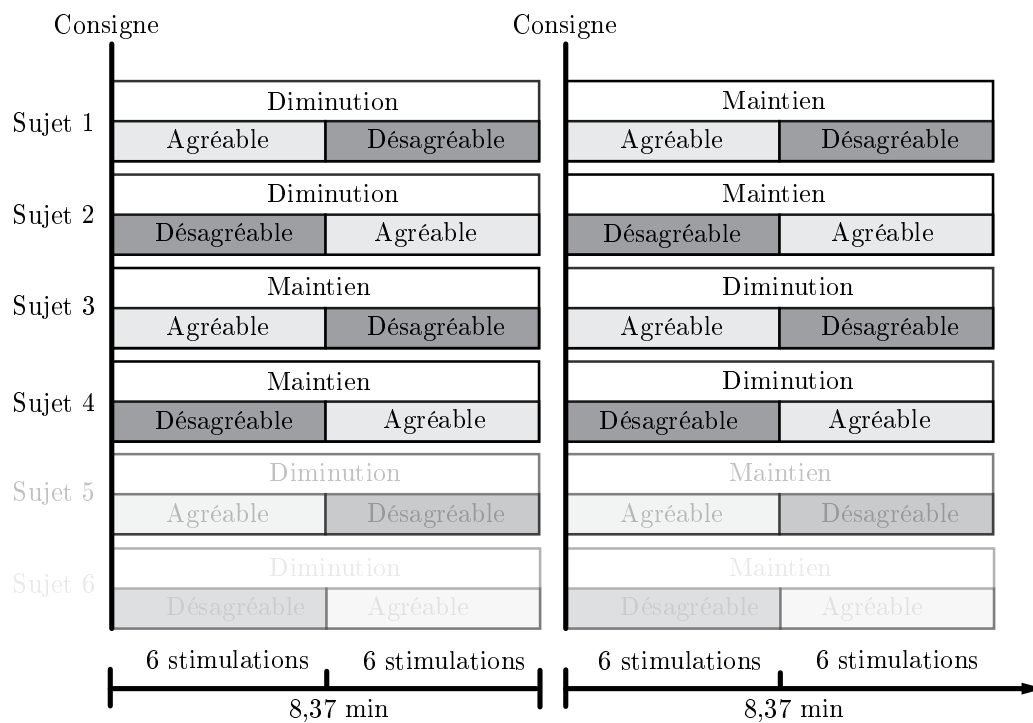 Consigne Consigne
Diminution Maintien
Sujet 1
Agréable Désagréable Agréable Désagréable
Diminution Maintien
Sujet 2
Désagréable Agréable Désagréable Agréable
Maintien Diminution
Sujet 3
Agréable Désagréable Agréable Désagréable
Maintien Diminution
Sujet 4
Désagréable Agréable Désagréable Agréable
Diminution Maintien
Sujet 5
Agréable Désagréable Agréable Désagréable
Diminution Maintien
Sujet 6
Désagréable Agréable Désagréable Agréable
6 stimulations 6 stimulations 6 stimulations 6 stimulations
8,37 min 8,37 min